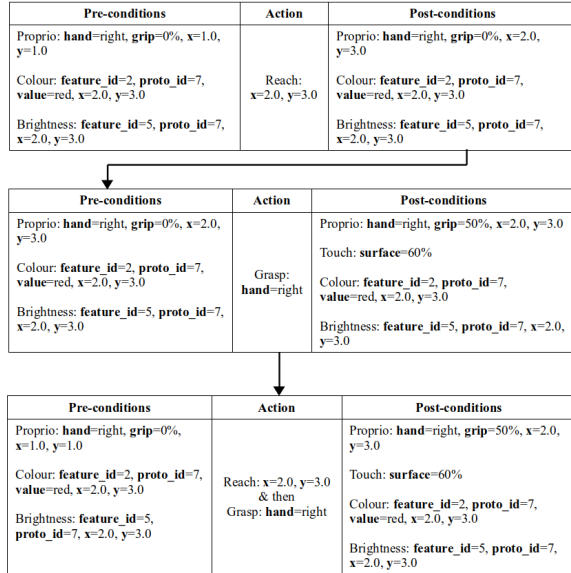 Pre-conditions Action Post-conditions
Proprio: hand=right, grip=0%, x=1.0,
y=1.0
Colour: feature_id=2, proto_id=7,
value=red, x=2.0, y=3.0
Brightness: feature_id=5, proto_id=7,
x=2.0, y=3.0
Reach:
x=2.0, y=3.0
Proprio: hand=right, grip=0%, x=2.0,
y=3.0
Colour: feature_id=2, proto_id=7,
value=red, x=2.0, y=3.0
Brightness: feature_id=5, proto_id=7,
x=2.0, y=3.0
Pre-conditions Action Post-conditions
Proprio: hand=right, grip=0%, x=2.0,
y=3.0
Colour: feature_id=2, proto_id=7,
value=red, x=2.0, y=3.0
Brightness: feature_id=5, proto_id=7,
x=2.0, y=3.0
Grasp:
hand=right
Proprio: hand=right, grip=50%, x=2.0, y=3.0
Touch: surface=60%
Colour: feature_id=2, proto_id=7,
value=red, x=2.0, y=3.0
Brightness: feature_id=5, proto_id=7, x=2.0,
y=3.0
Pre-conditions Action Post-conditions
Proprio: hand=right, grip=0%,
x=1.0, y=1.0
Colour: feature_id=2, proto_id=7,
value=red, x=2.0, y=3.0
Brightness: feature_id=5,
proto_id=7, x=2.0, y=3.0
Reach: x=2.0, y=3.0
& then
Grasp: hand=right
Proprio: hand=right, grip=50%, x=2.0,
y=3.0
Touch: surface=60%
Colour: feature_id=2, proto_id=7,
value=red, x=2.0, y=3.0
Brightness: feature_id=5, proto_id=7,
x=2.0, y=3.0